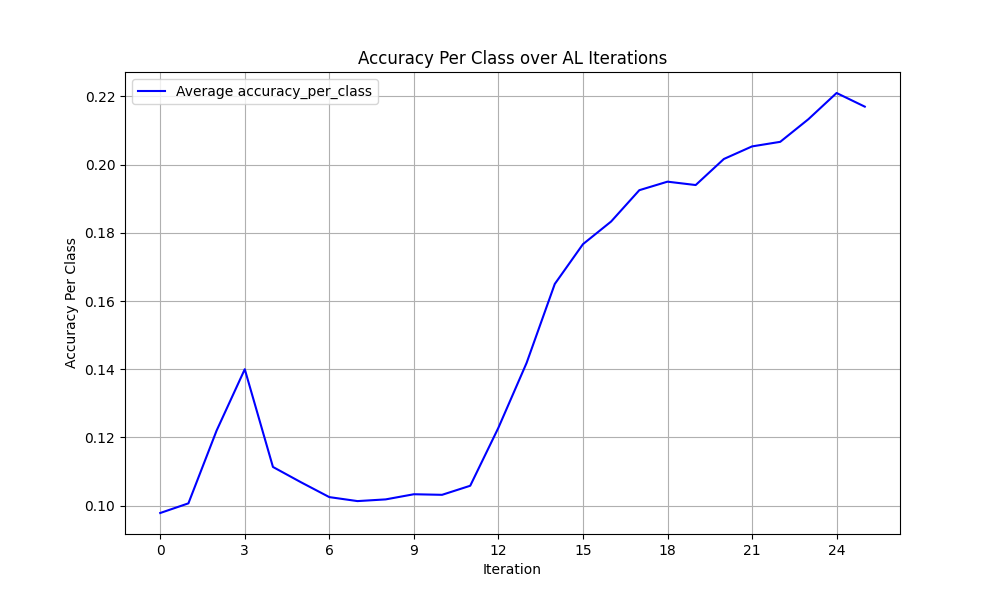 Accuracy Per Class over AL Iterations
Average accuracy_per_class
Accuracy Per Class
0.22
0.20
0.18
0.16
0.14
0.12
0.10
0 3 6 9 12 15 18 21 24
Iteration